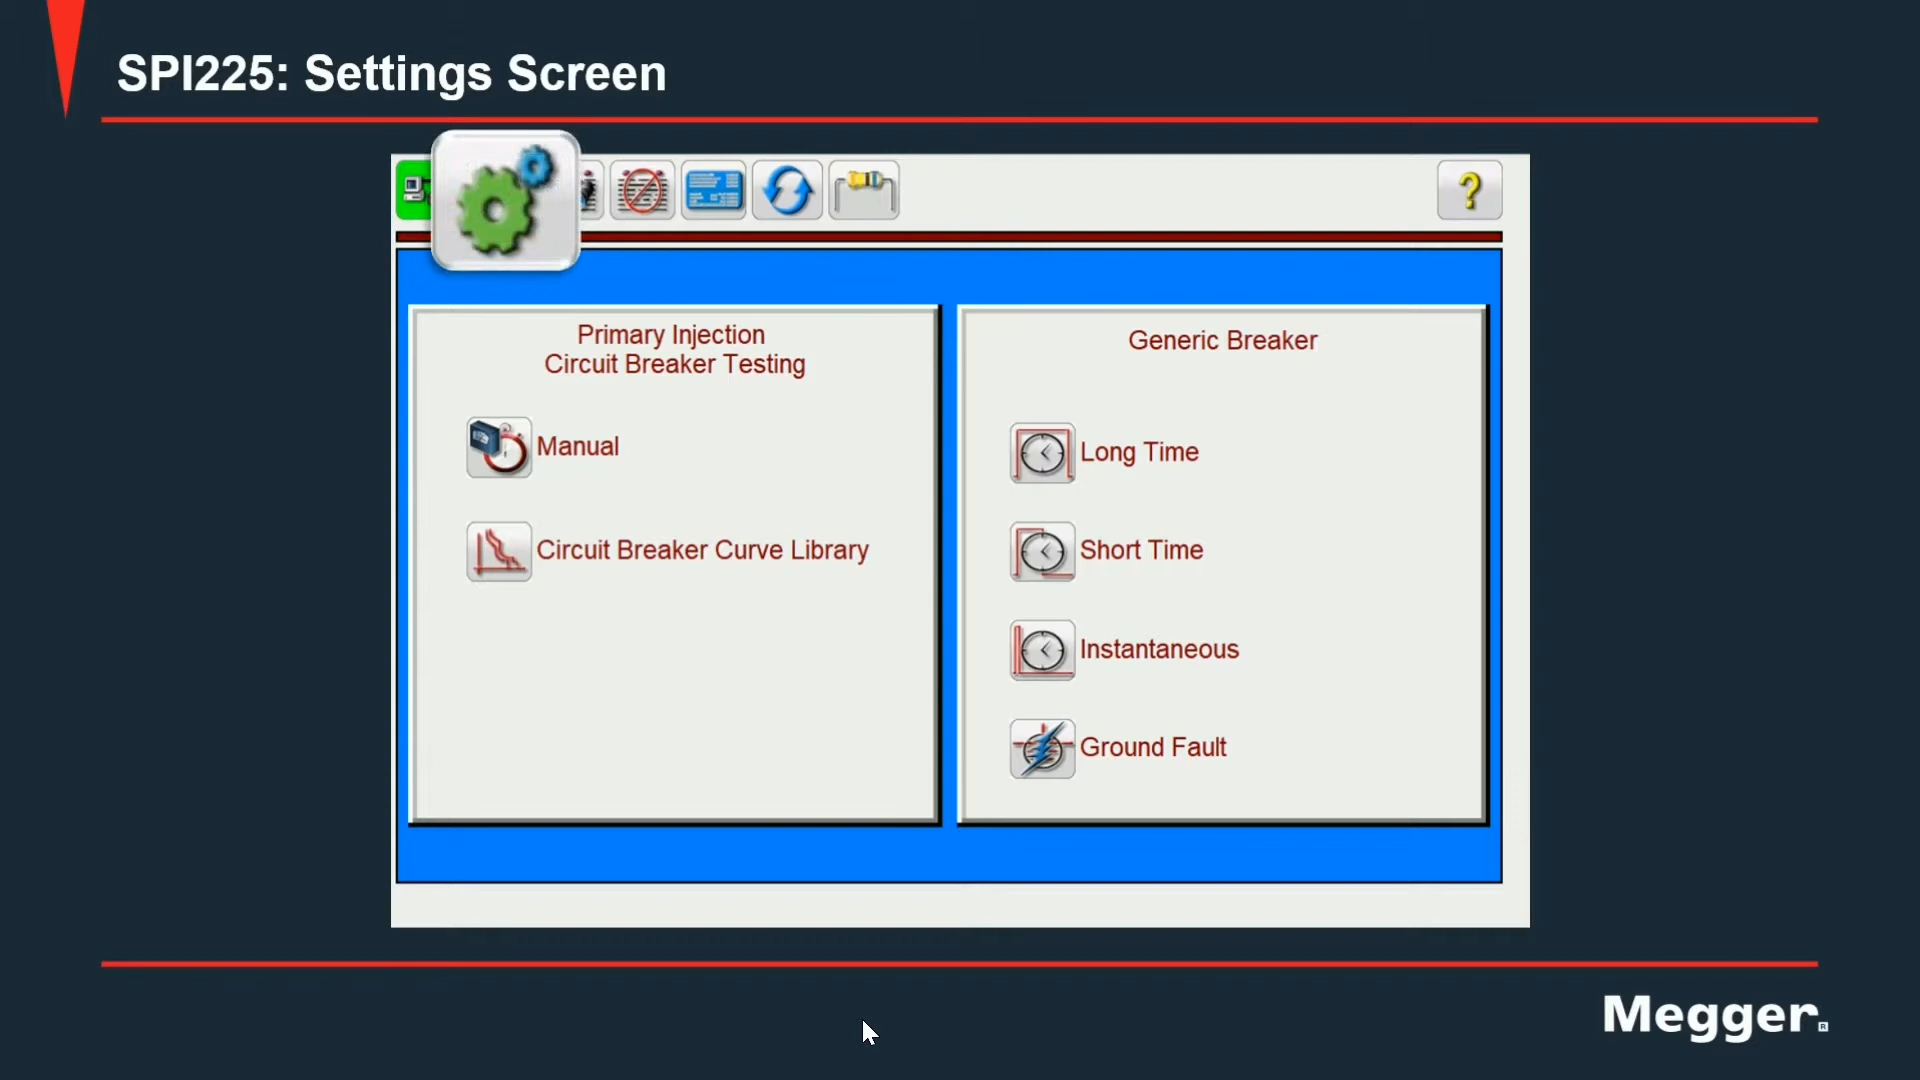 SPI225: Settings Screen
?
Primary Injection
Circuit Breaker Testing
Manual
Circuit Breaker Curve Library
Generic Breaker
Long Time
Short Time
Instantaneous
Ground Fault
Megger®